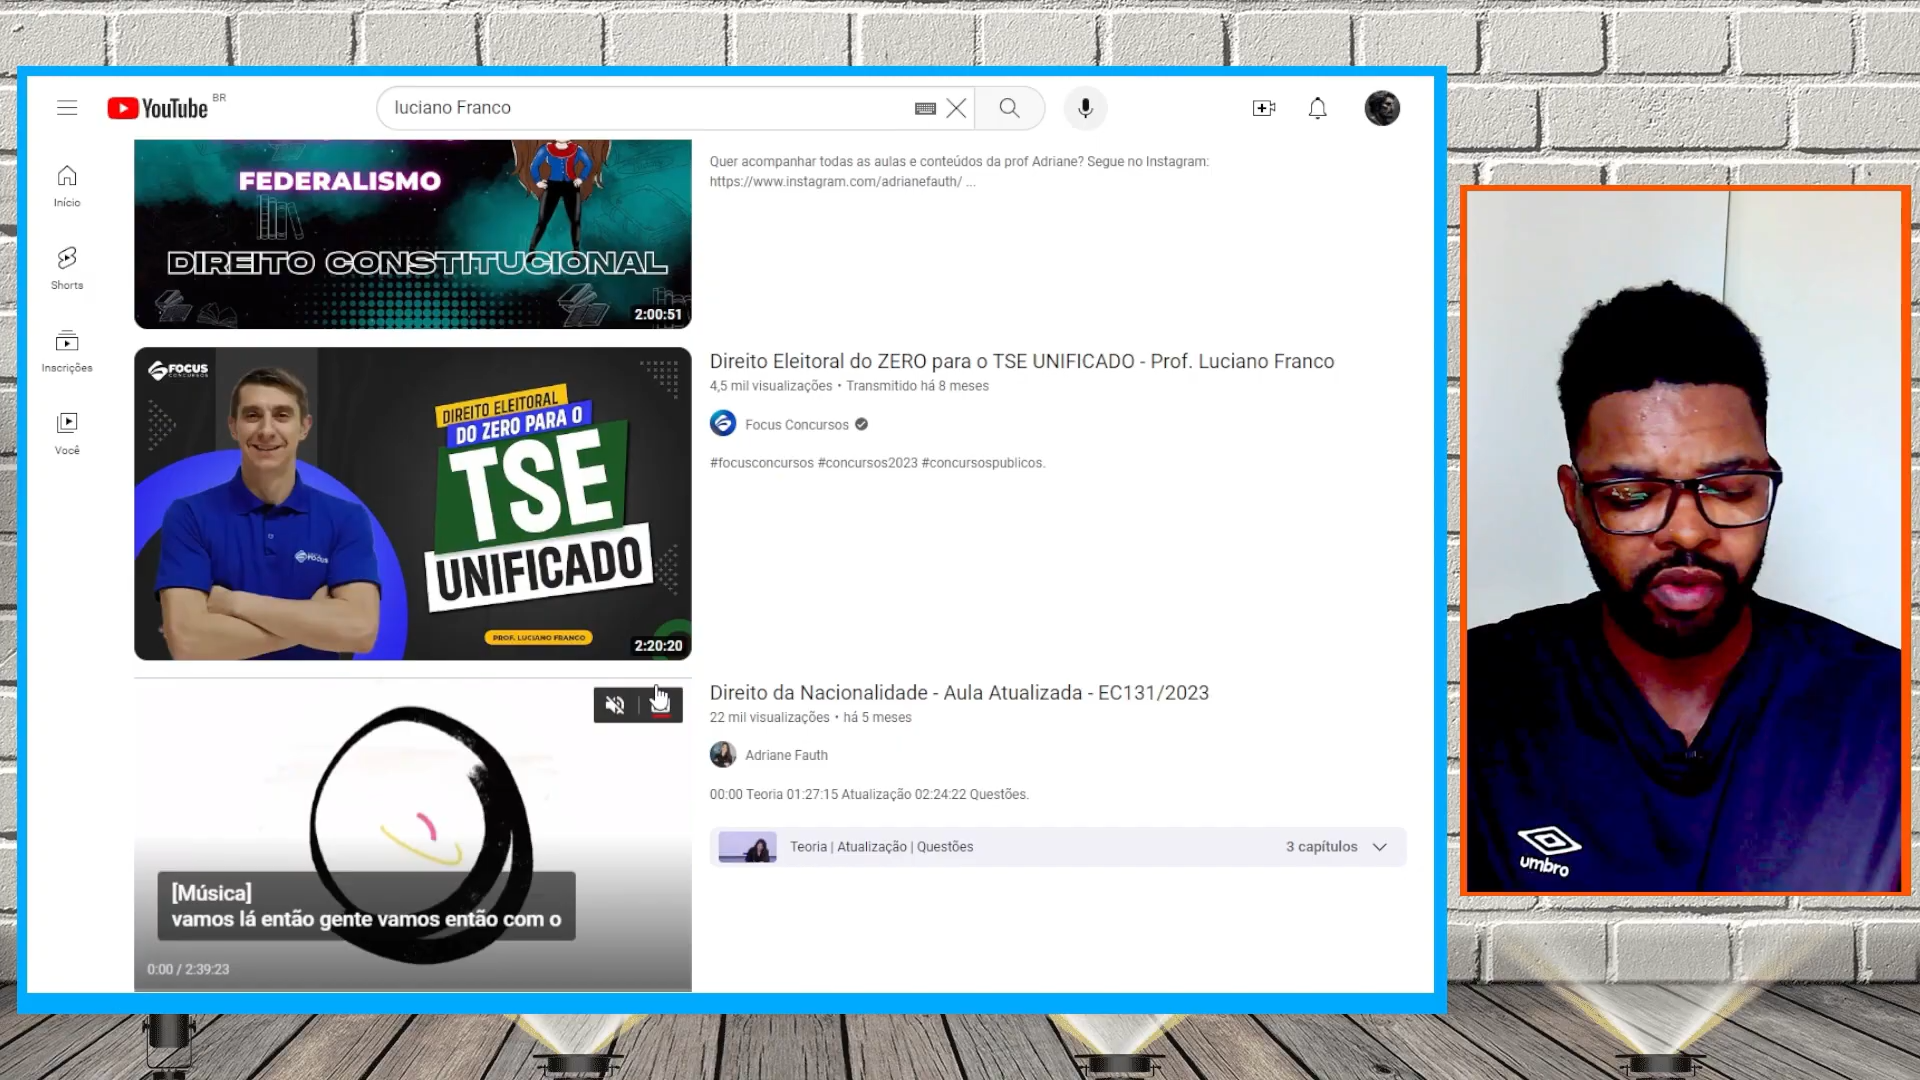 YouTube BR
luciano Franco
Início
Shorts
Inscrições
Você
FEDERALISMO
DIREITO CONSTITUCIONAL
2:00:51
Quer acompanhar todas as aulas e conteúdos da prof Adriane? Segue no Instagram:
https://www.instagram.com/adrianefauth/ ...
FOCUS
CONCURSOS
DIREITO ELEITORAL
DO ZERO PARA O
TSE
UNIFICADO
FOCUS
PROF. LUCIANO FRANCO
2:20:20
Direito Eleitoral do ZERO para o TSE UNIFICADO - Prof. Luciano Franco
4,5 mil visualizações • Transmitido há 8 meses
Focus Concursos
#focusconcursos #concursos2023 #concursospublicos.
[Música]
vamos lá então gente vamos então com o
0:00 / 2:39:23
Direito da Nacionalidade - Aula Atualizada - EC131/2023
22 mil visualizações • há 5 meses
Adriane Fauth
00:00 Teoria 01:27:15 Atualização 02:24:22 Questões.
Teoria | Atualização | Questões
3 capítulos
umbro